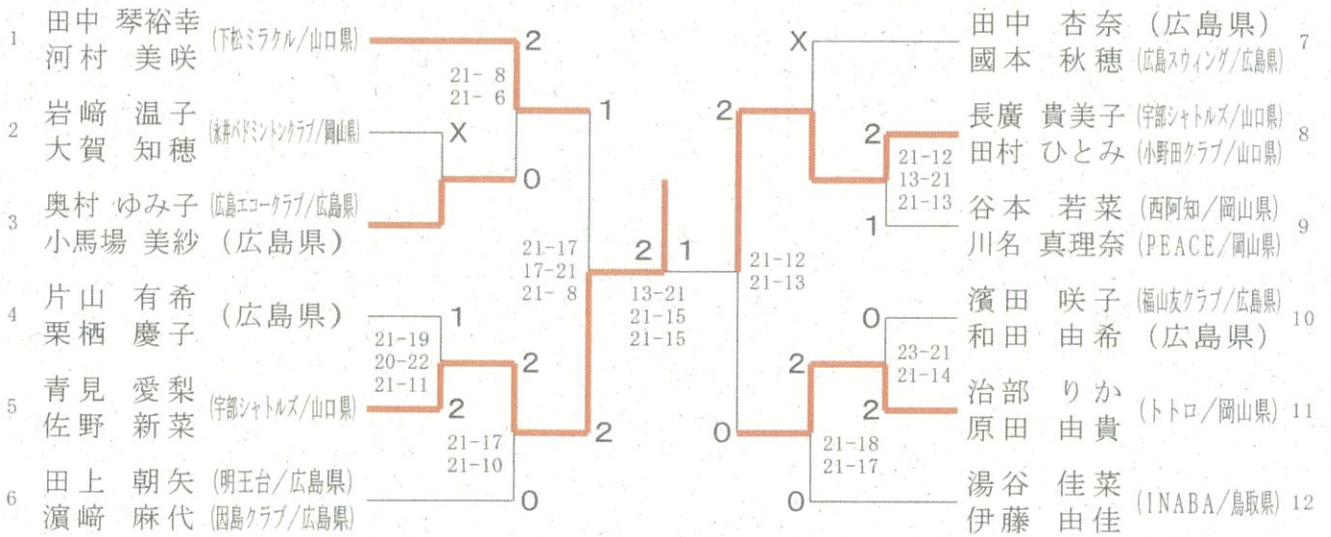 1 田中 琴裕幸 (下松ミラクル/山口県)
河村 美咲
2
21- 8
21- 6
1
2 岩﨑 温子 (永井バドミントンクラブ/岡山県)
大賀 知穂
X
0
3 奥村 ゆみ子 (広島エコークラブ/広島県)
小馬場 美紗 (広島県)
21-17
17-21
21- 8
4 片山 有希 (広島県)
栗栖 慶子
1
21-19
20-22
21-11
2
5 青見 愛梨 (宇部シャトルズ/山口県)
佐野 新菜
2
21-17
21-10
2
6 田上 朝矢 (明王台/広島県)
濵﨑 麻代 (因島クラブ/広島県)
0
2 1
13-21
21-15
21-15
X 田中 杏奈 (広島県) 7
國本 秋穂 (広島スウィング/広島県)
2
2 長廣 貴美子 (宇部シャトルズ/山口県) 8
田村 ひとみ (小野田クラブ/山口県)
21-12
13-21
21-13
1 谷本 若菜 (西阿知/岡山県) 9
川名 真理奈 (PEACE/岡山県)
21-12
21-13
0 濱田 咲子 (福山友クラブ/広島県) 10
和田 由希 (広島県)
23-21
21-14
2
2 治部 りか (トトロ/岡山県) 11
原田 由貴
0
21-18
21-17
0 湯谷 佳菜 (INABA/鳥取県) 12
伊藤 由佳